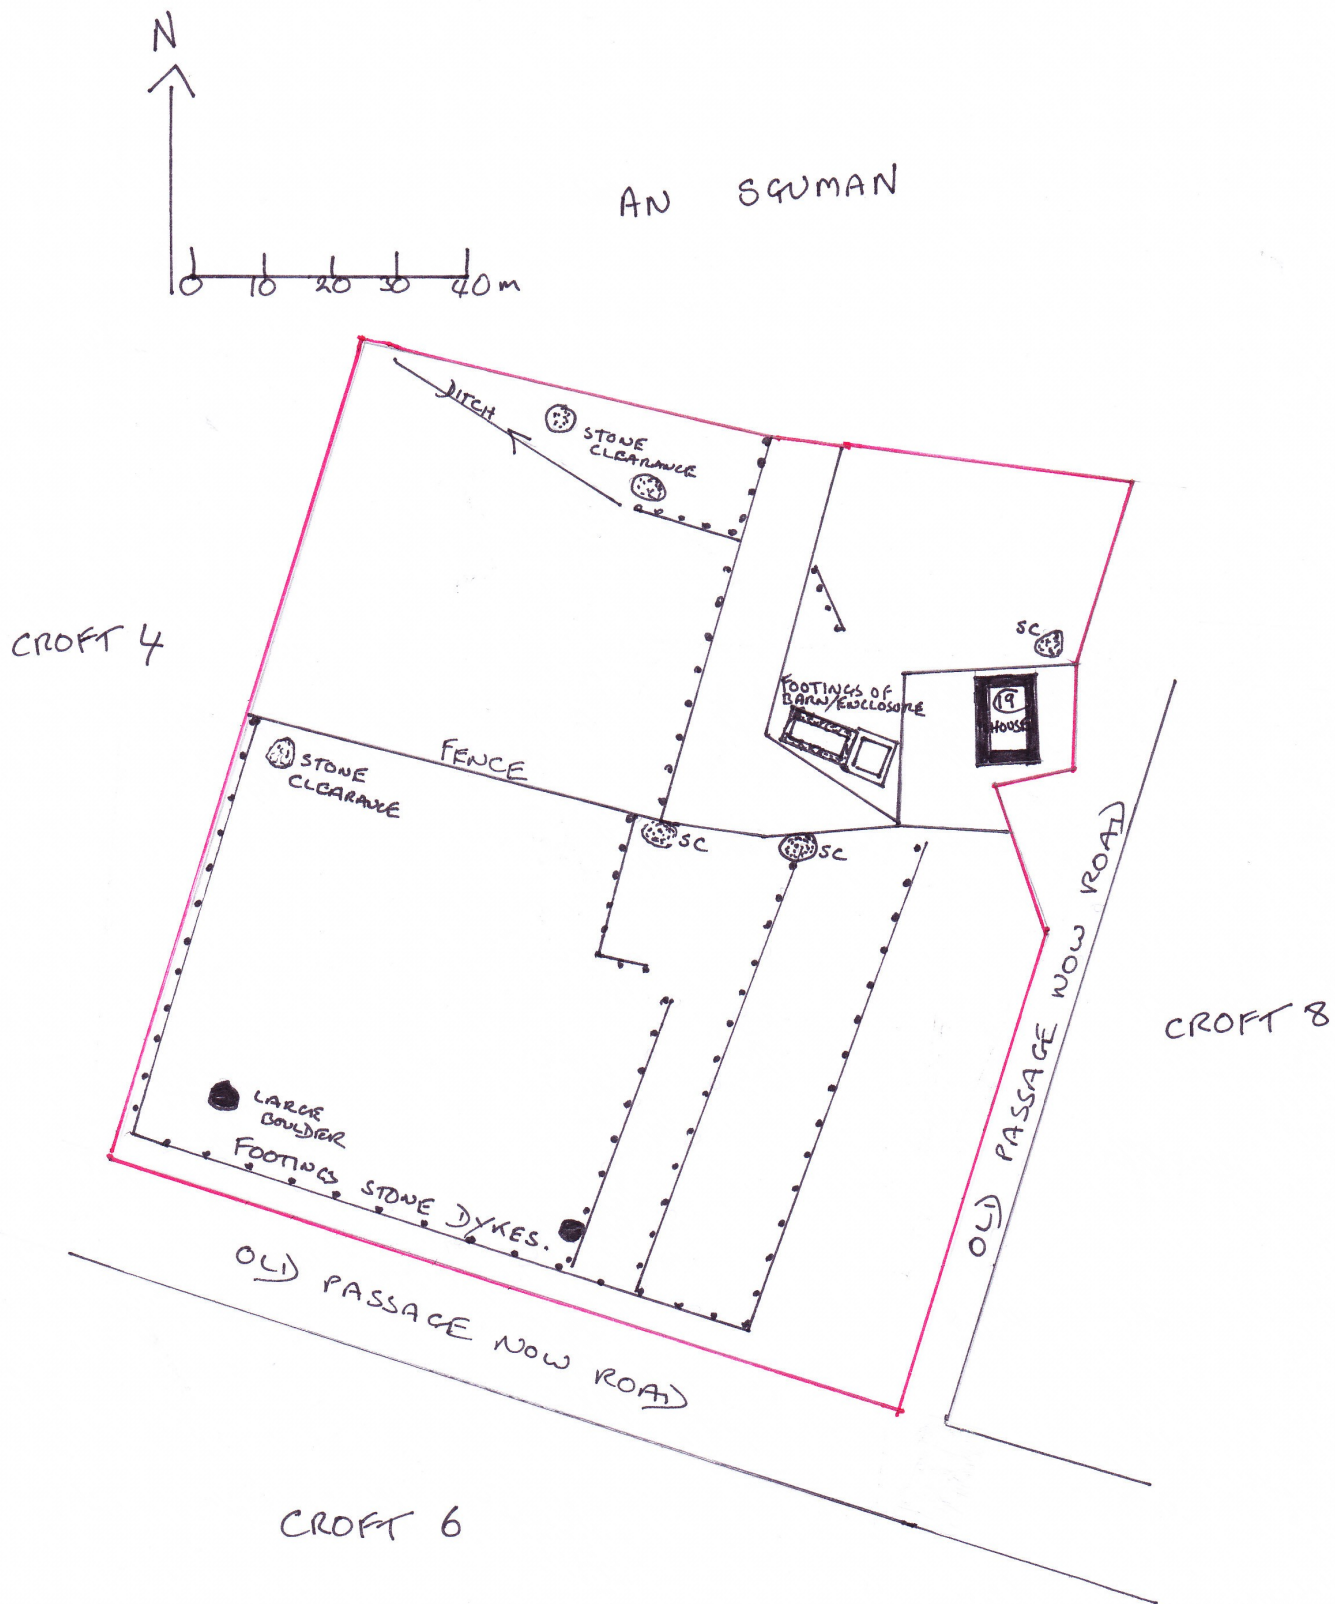 N
AN SGUMAN
0 10 20 30 40m
DITCH
STONE
CLEARANCE
CROFT 4
SC
FOOTINGS OF
BARN/ENCLOSURE
19
HOUSE
FENCE
STONE
CLEARANCE
SC
SC
OLD PASSAGE NOW ROAD
CROFT 8
LARGE
BOULDER
FOOTINGS STONE DYKES.
OLD PASSAGE NOW ROAD
CROFT 6